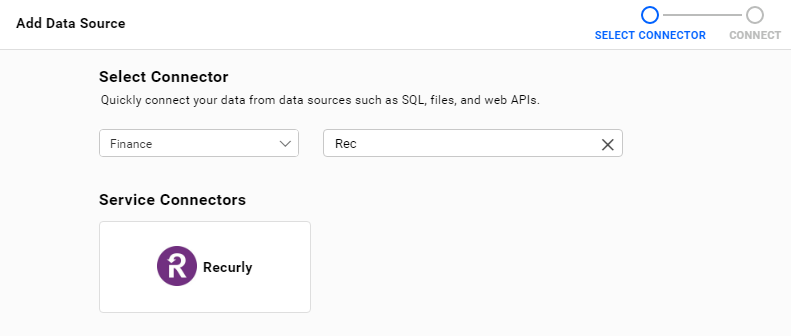 Add Data Source
SELECT CONNECTOR
CONNECT
Select Connector
Quickly connect your data from data sources such as SQL, files, and web APIs.
Finance
Rec
Service Connectors
Recurly